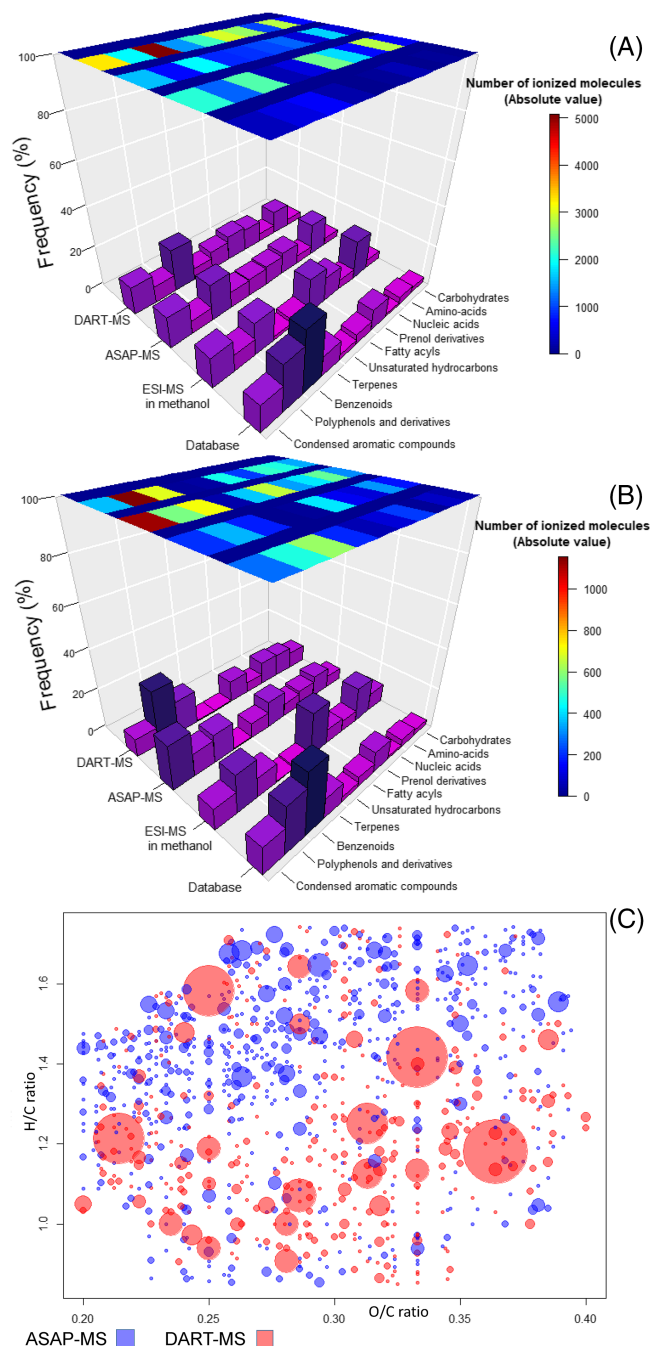 (A)
Number of ionized molecules
(Absolute value)
5000
4000
3000
2000
1000
0
Frequency (%)
100
80
60
40
20
0
DART-MS
ASAP-MS
ESI-MS
in methanol
Database
Carbohydrates
Amino-acids
Nucleic acids
Prenol derivatives
Fatty acyls
Unsaturated hydrocarbons
Terpenes
Benzenoids
Polyphenols and derivatives
Condensed aromatic compounds
(B)
Number of ionized molecules
(Absolute value)
1000
800
600
400
200
0
Frequency (%)
100
80
60
40
20
0
DART-MS
ASAP-MS
ESI-MS
in methanol
Database
Carbohydrates
Amino-acids
Nucleic acids
Prenol derivatives
Fatty acyls
Unsaturated hydrocarbons
Terpenes
Benzenoids
Polyphenols and derivatives
Condensed aromatic compounds
(C)
H/C ratio
1.6
1.4
1.2
1.0
O/C ratio
0.20 0.25 0.30 0.35 0.40
ASAP-MS DART-MS